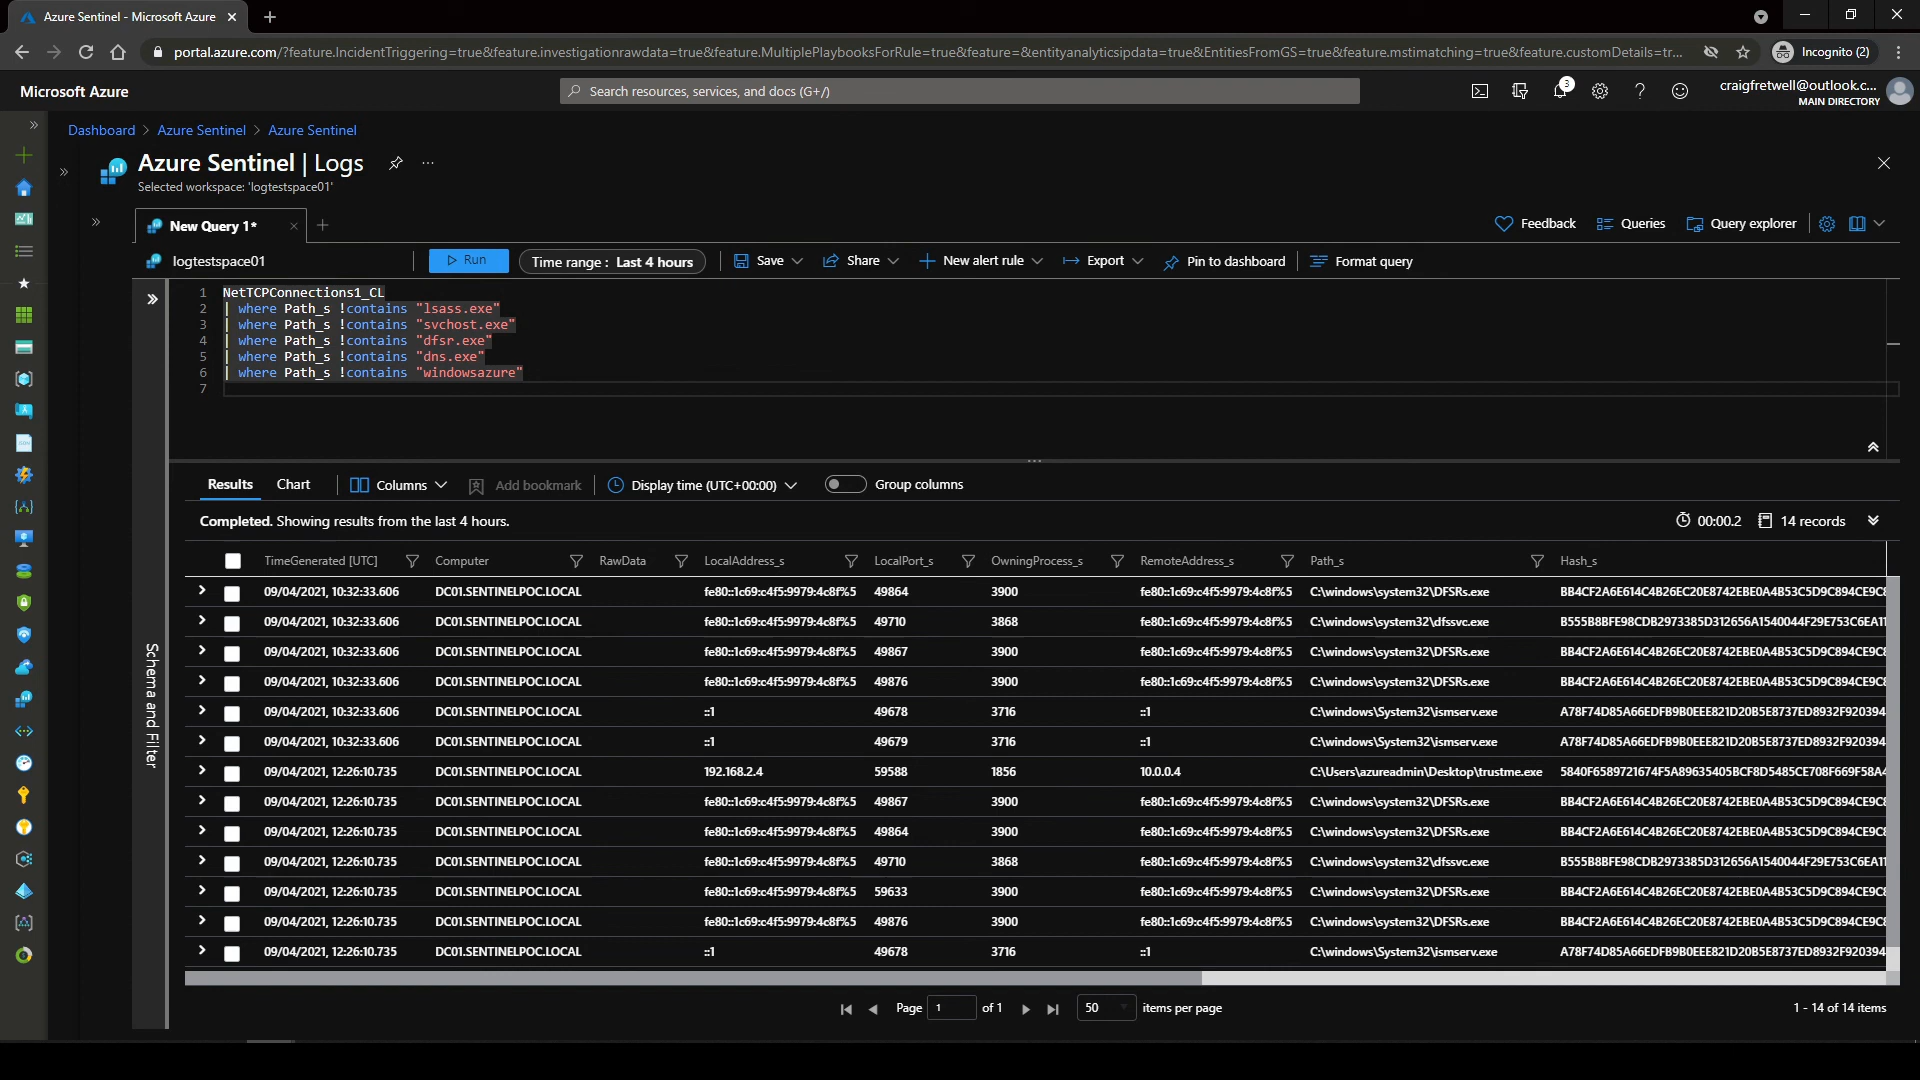 Azure Sentinel - Microsoft Azure
portal.azure.com/?feature.IncidentTriggering=true&feature.investigationrawdata=true&feature.MultiplePlaybooksForRule=true&feature=&entityanalyticsipdata=true&EntitiesFromGS=true&feature.mstimatching=true&feature.customDetails=tr...
Incognito (2)
Microsoft Azure
Search resources, services, and docs (G+/)
3
craigfretwell@outlook.c...
MAIN DIRECTORY
Dashboard > Azure Sentinel > Azure Sentinel
Azure Sentinel | Logs
Selected workspace: 'logtestspace01'
New Query 1*
Feedback
Queries
Query explorer
logtestspace01
Run
Time range : Last 4 hours
Save
Share
New alert rule
Export
Pin to dashboard
Format query
1 NetTCPConnections1_CL
2 | where Path_s !contains "lsass.exe"
3 | where Path_s !contains "svchost.exe"
4 | where Path_s !contains "dfsr.exe"
5 | where Path_s !contains "dns.exe"
6 | where Path_s !contains "windowsazure"
7
Schema and Filter
Results Chart Columns Add bookmark Display time (UTC+00:00) Group columns
Completed. Showing results from the last 4 hours. 00:00.2 14 records
TimeGenerated [UTC] Computer RawData LocalAddress_s LocalPort_s OwningProcess_s RemoteAddress_s Path_s Hash_s
09/04/2021, 10:32:33.606 DC01.SENTINELPOC.LOCAL fe80::1c69:c4f5:9979:4c8f%5 49864 3900 fe80::1c69:c4f5:9979:4c8f%5 C:\windows\system32\DFSRs.exe BB4CF2A6E614C4B26EC20E8742EBE0A4B53C5D9C894CE9C8
09/04/2021, 10:32:33.606 DC01.SENTINELPOC.LOCAL fe80::1c69:c4f5:9979:4c8f%5 49710 3868 fe80::1c69:c4f5:9979:4c8f%5 C:\windows\system32\dfssvc.exe B555B8BFE98CDB2973385D312656A1540044F29E753C6EA11
09/04/2021, 10:32:33.606 DC01.SENTINELPOC.LOCAL fe80::1c69:c4f5:9979:4c8f%5 49867 3900 fe80::1c69:c4f5:9979:4c8f%5 C:\windows\system32\DFSRs.exe BB4CF2A6E614C4B26EC20E8742EBE0A4B53C5D9C894CE9C8
09/04/2021, 10:32:33.606 DC01.SENTINELPOC.LOCAL fe80::1c69:c4f5:9979:4c8f%5 49876 3900 fe80::1c69:c4f5:9979:4c8f%5 C:\windows\system32\DFSRs.exe BB4CF2A6E614C4B26EC20E8742EBE0A4B53C5D9C894CE9C8
09/04/2021, 10:32:33.606 DC01.SENTINELPOC.LOCAL ::1 49678 3716 ::1 C:\windows\System32\ismserv.exe A78F74D85A66EDFB9B0EEE821D20B5E8737ED8932F920394
09/04/2021, 10:32:33.606 DC01.SENTINELPOC.LOCAL ::1 49679 3716 ::1 C:\windows\System32\ismserv.exe A78F74D85A66EDFB9B0EEE821D20B5E8737ED8932F920394
09/04/2021, 12:26:10.735 DC01.SENTINELPOC.LOCAL 192.168.2.4 59588 1856 10.0.0.4 C:\Users\azureadmin\Desktop\trustme.exe 5840F6589721674F5A89635405BCF8D5485CE708F669F58A4
09/04/2021, 12:26:10.735 DC01.SENTINELPOC.LOCAL fe80::1c69:c4f5:9979:4c8f%5 49867 3900 fe80::1c69:c4f5:9979:4c8f%5 C:\windows\system32\DFSRs.exe BB4CF2A6E614C4B26EC20E8742EBE0A4B53C5D9C894CE9C8
09/04/2021, 12:26:10.735 DC01.SENTINELPOC.LOCAL fe80::1c69:c4f5:9979:4c8f%5 49864 3900 fe80::1c69:c4f5:9979:4c8f%5 C:\windows\system32\DFSRs.exe BB4CF2A6E614C4B26EC20E8742EBE0A4B53C5D9C894CE9C8
09/04/2021, 12:26:10.735 DC01.SENTINELPOC.LOCAL fe80::1c69:c4f5:9979:4c8f%5 49710 3868 fe80::1c69:c4f5:9979:4c8f%5 C:\windows\system32\dfssvc.exe B555B8BFE98CDB2973385D312656A1540044F29E753C6EA11
09/04/2021, 12:26:10.735 DC01.SENTINELPOC.LOCAL fe80::1c69:c4f5:9979:4c8f%5 59633 3900 fe80::1c69:c4f5:9979:4c8f%5 C:\windows\system32\DFSRs.exe BB4CF2A6E614C4B26EC20E8742EBE0A4B53C5D9C894CE9C8
09/04/2021, 12:26:10.735 DC01.SENTINELPOC.LOCAL fe80::1c69:c4f5:9979:4c8f%5 49876 3900 fe80::1c69:c4f5:9979:4c8f%5 C:\windows\system32\DFSRs.exe BB4CF2A6E614C4B26EC20E8742EBE0A4B53C5D9C894CE9C8
09/04/2021, 12:26:10.735 DC01.SENTINELPOC.LOCAL ::1 49678 3716 ::1 C:\windows\System32\ismserv.exe A78F74D85A66EDFB9B0EEE821D20B5E8737ED8932F920394
Page 1 of 1 50 items per page 1 - 14 of 14 items